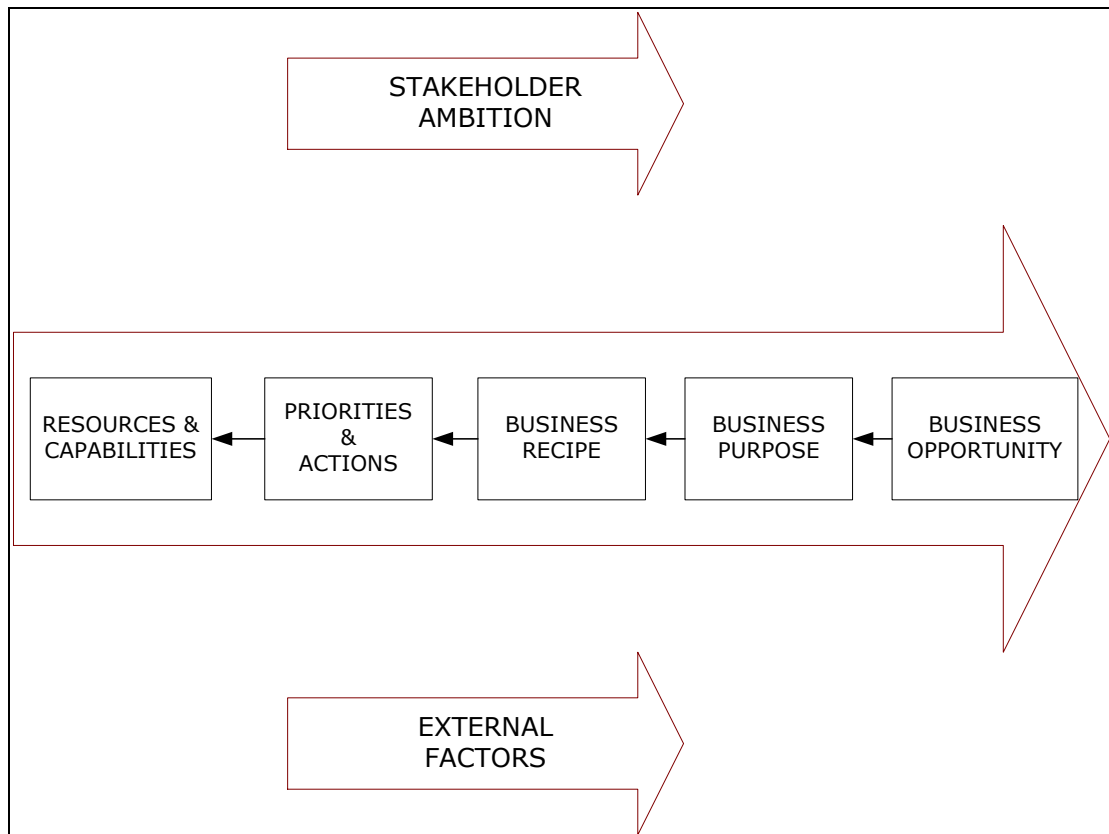 STAKEHOLDER
AMBITION
RESOURCES &
CAPABILITIES
PRIORITIES
&
ACTIONS
BUSINESS
RECIPE
BUSINESS
PURPOSE
BUSINESS
OPPORTUNITY
EXTERNAL
FACTORS